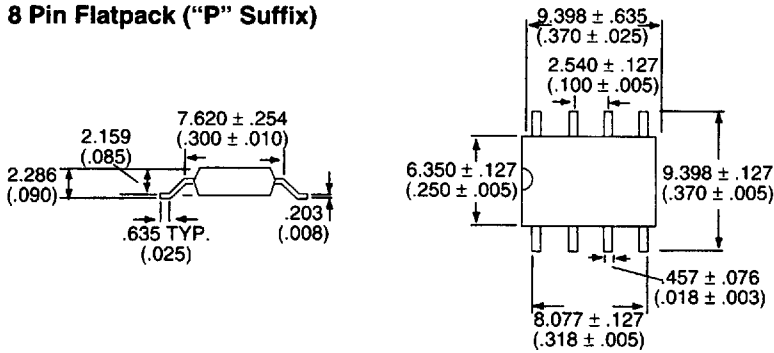 8 Pin Flatpack (“P” Suffix)
7.620 ± .254
(.300 ± .010)
2.159
(.085)
2.286
(.090)
.635 TYP.
(.025)
.203
(.008)
9.398 ± .635
(.370 ± .025)
2.540 ± .127
(.100 ± .005)
6.350 ± .127
(.250 ± .005)
9.398 ± .127
(.370 ± .005)
.457 ± .076
(.018 ± .003)
8.077 ± .127
(.318 ± .005)